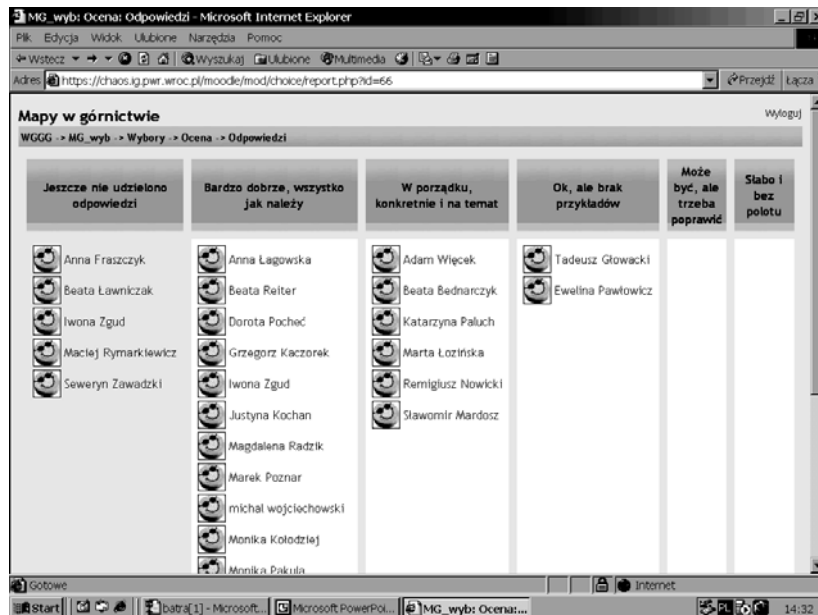 MG_wyb: Ocena: Odpowiedzi - Microsoft Internet Explorer
Plik Edycja Widok Ulubione Narzędzia Pomoc
Wstecz Wyszukaj Ulubione Multimedia
Adres https://chaos.ig.pwr.wroc.pl/moodle/mod/choice/report.php?id=66 Przejdź Łącza
Mapy w górnictwie Wyloguj
WGGG -> MG_wyb -> Wybory -> Ocena -> Odpowiedzi
Jeszcze nie udzielono odpowiedzi
Bardzo dobrze, wszystko jak należy
W porządku, konkretnie i na temat
Ok, ale brak przykładów
Może być, ale trzeba poprawić
Słabo i bez polotu
Anna Fraszczyk
Beata Ławniczak
Iwona Zgud
Maciej Rymarkiewicz
Seweryn Zawadzki
Anna Łagowska
Beata Reiter
Dorota Pocheć
Grzegorz Kaczorek
Iwona Zgud
Justyna Kochan
Magdalena Radzik
Marek Poznar
michal wojciechowski
Monika Kołodziej
Monika Pakuła
Adam Więcek
Beata Bednarczyk
Katarzyna Paluch
Marta Łozińska
Remigiusz Nowicki
Sławomir Mardosz
Tadeusz Głowacki
Ewelina Pawłowicz
Gotowe Internet
Start batra[1] - Microsoft... Microsoft PowerPoi... MG_wyb: Ocena:... PL 14:32